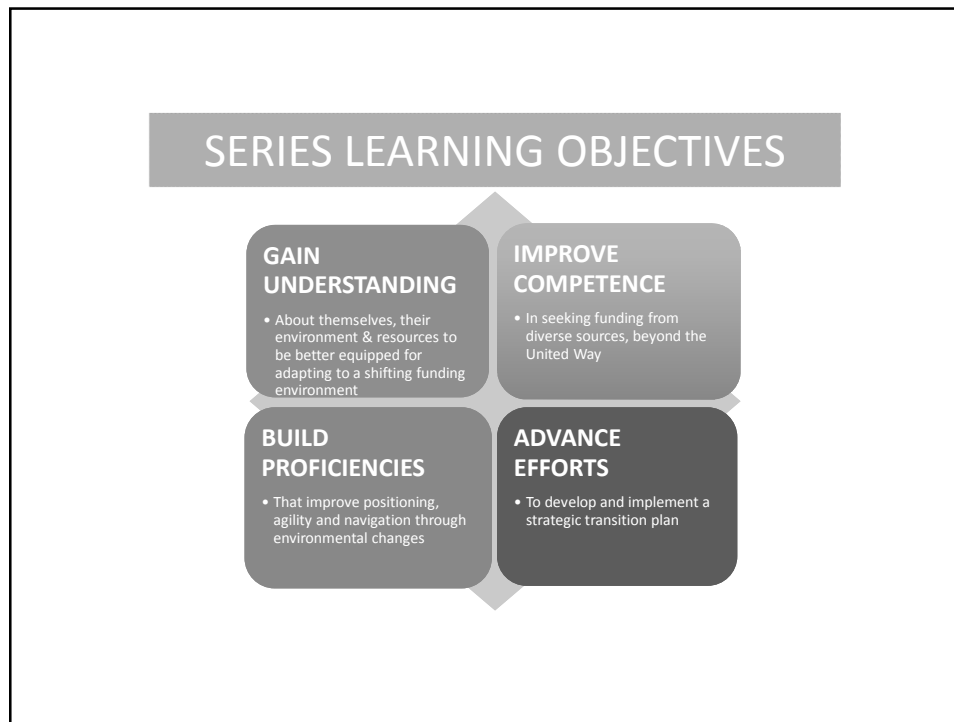 SERIES LEARNING OBJECTIVES
GAIN
UNDERSTANDING
• About themselves, their
environment & resources to
be better equipped for
adapting to a shifting funding
environment
IMPROVE
COMPETENCE
• In seeking funding from
diverse sources, beyond the
United Way
BUILD
PROFICIENCIES
• That improve positioning,
agility and navigation through
environmental changes
ADVANCE
EFFORTS
• To develop and implement a
strategic transition plan